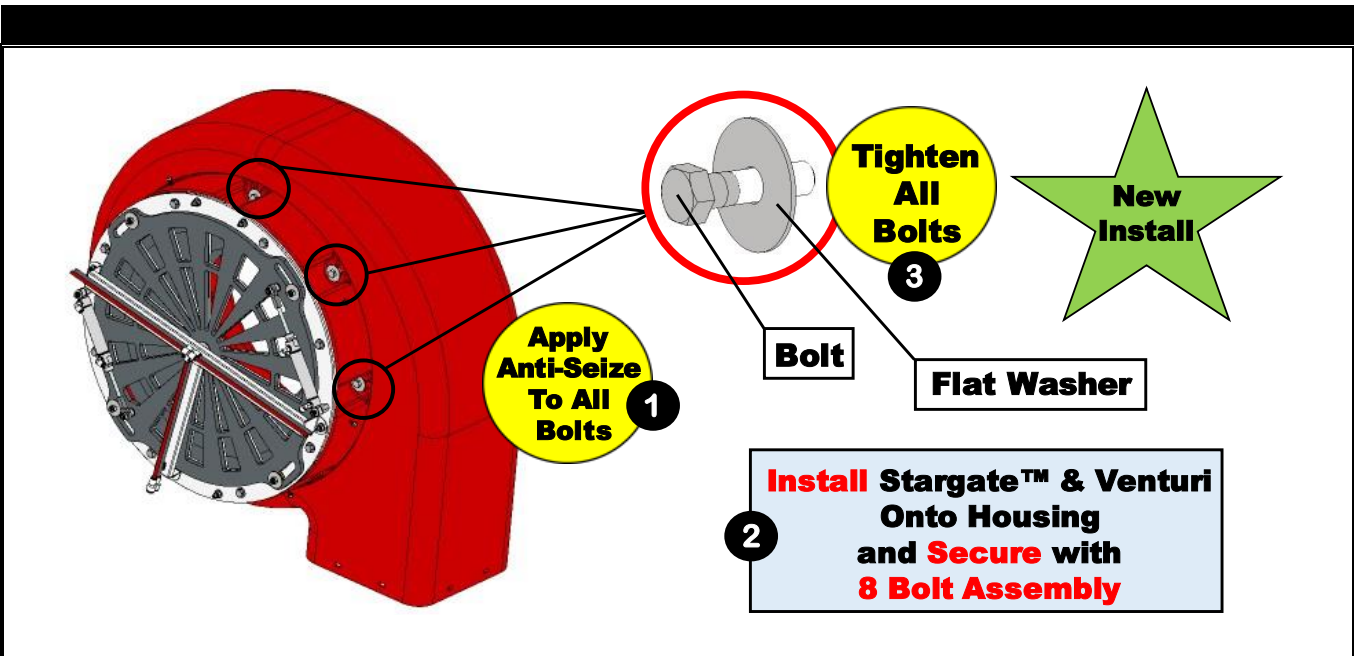 Apply
Anti-Seize
To All
Bolts
1
Install Stargate™ & Venturi
Onto Housing
and Secure with
8 Bolt Assembly
2
Tighten
All
Bolts
3
New
Install
Bolt
Flat Washer